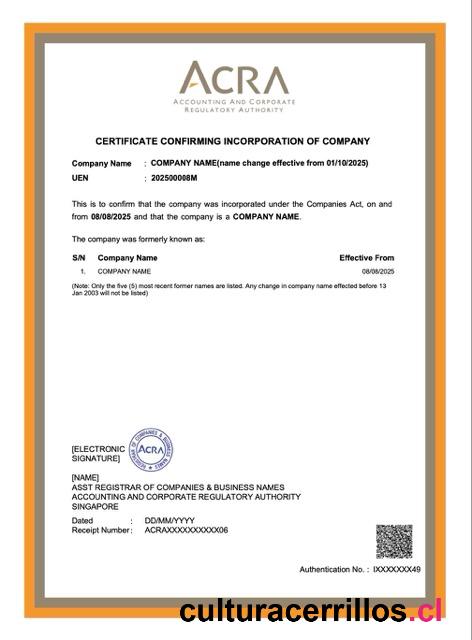 ACRA
ACCOUNTING AND CORPORATE
REGULATORY AUTHORITY
CERTIFICATE CONFIRMING INCORPORATION OF COMPANY
Company Name : COMPANY NAME(name change effective from 01/10/2025)
UEN : 202500008M
This is to confirm that the company was incorporated under the Companies Act, on and
from 08/08/2025 and that the company is a COMPANY NAME.
The company was formerly known as:
S/N Company Name Effective From
1. COMPANY NAME 08/08/2025
(Note: Only the five (5) most recent former names are listed. Any change in company name effected before 13
Jan 2003 will not be listed)
[ELECTRONIC
SIGNATURE]
REGISTRAR OF COMPANIES & BUSINESS NAMES
ACRA
[NAME]
ASST REGISTRAR OF COMPANIES & BUSINESS NAMES
ACCOUNTING AND CORPORATE REGULATORY AUTHORITY
SINGAPORE
Dated : DD/MM/YYYY
Receipt Number : ACRAXXXXXXXXXX06
Authentication No. : IXXXXXXX49
culturacerrillos.cl